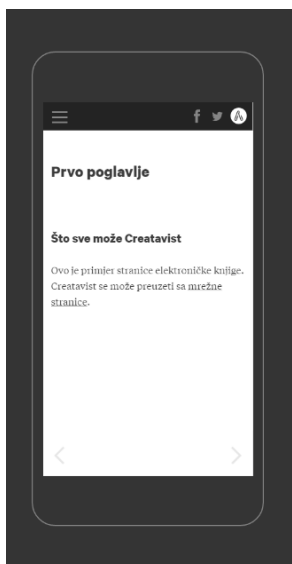 Prvo poglavlje
Što sve može Creatavist
Ovo je primjer stranice elektroničke knjige.
Creatavist se može preuzeti sa mrežne
stranice.